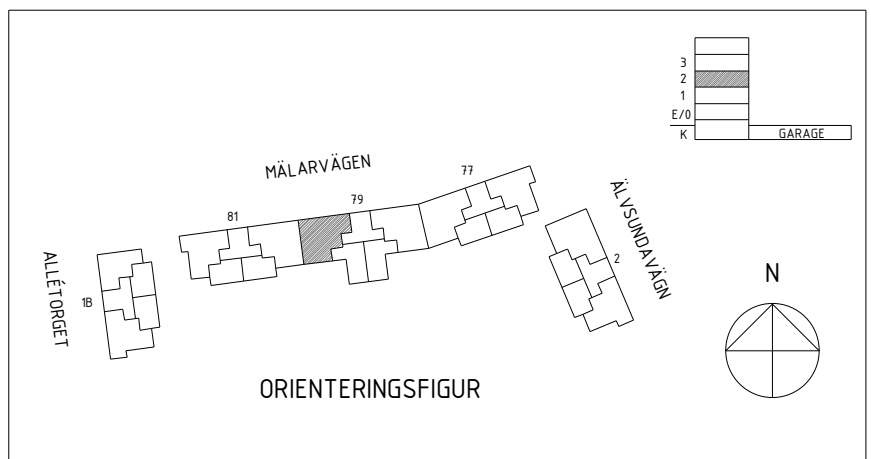 3
2
1
E/0
K
GARAGE
MÄLARVÄGEN
77
79
81
ÄLVSUNDAVÄGN
2
ALLÉTORGET
1B
N
ORIENTERINGSFIGUR